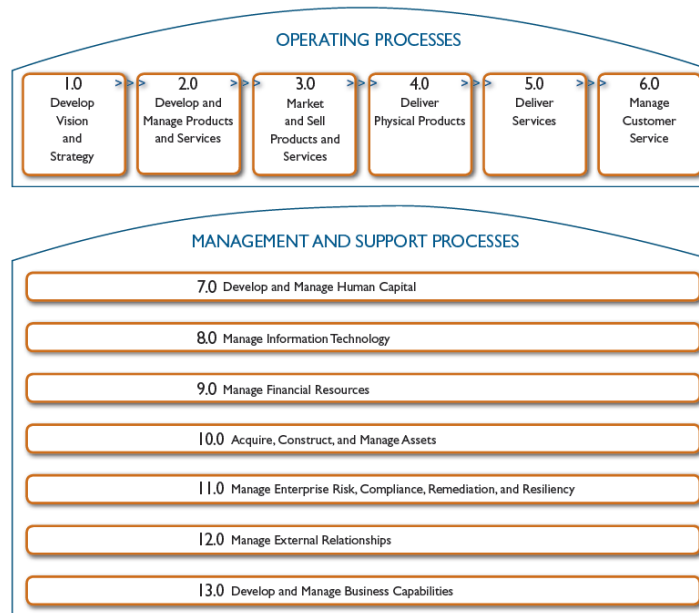 OPERATING PROCESSES
1.0 >>>
Develop
Vision
and
Strategy
2.0 >>>
Develop and
Manage Products
and Services
3.0 >>>
Market
and Sell
Products and
Services
4.0 >>>
Deliver
Physical Products
5.0 >>>
Deliver
Services
6.0
Manage
Customer
Service
MANAGEMENT AND SUPPORT PROCESSES
7.0 Develop and Manage Human Capital
8.0 Manage Information Technology
9.0 Manage Financial Resources
10.0 Acquire, Construct, and Manage Assets
11.0 Manage Enterprise Risk, Compliance, Remediation, and Resiliency
12.0 Manage External Relationships
13.0 Develop and Manage Business Capabilities